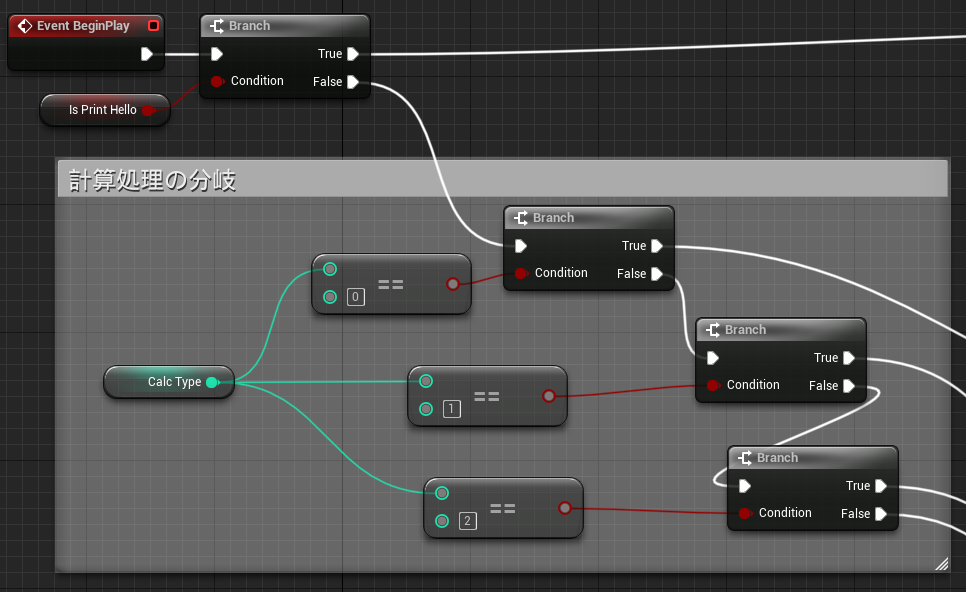 Event BeginPlay
Branch
True
Condition
False
Is Print Hello
計算処理の分岐
Branch
True
Condition
False
==
0
Branch
True
Condition
False
Calc Type
==
1
Branch
True
Condition
False
==
2